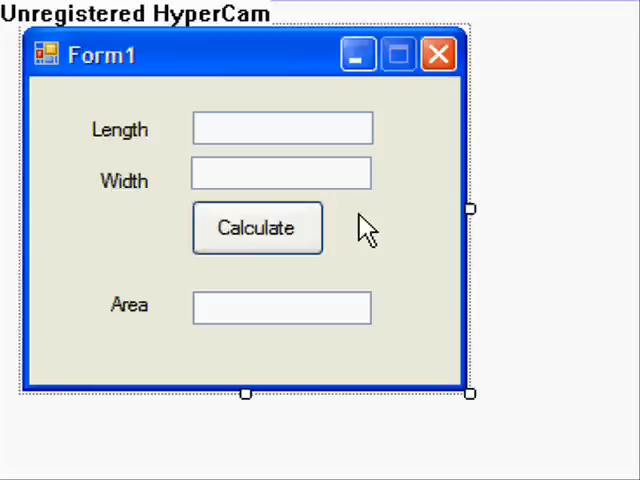 Unregistered HyperCam
Form1
Length
Width
Calculate
Area